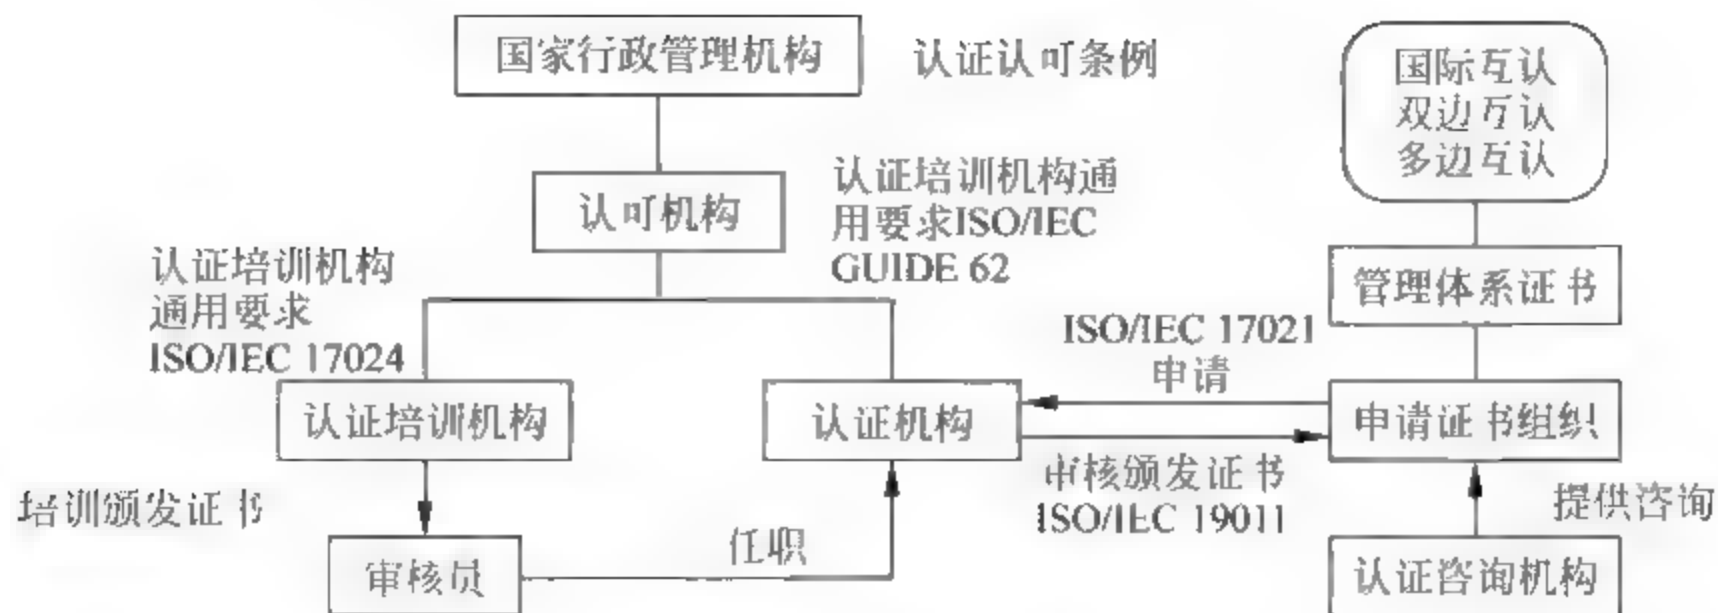 国家行政管理机构
认证认可条例
国际互认
双边互认
多边互认
认可机构
认证培训机构通
用要求ISO/IEC
GUIDE 62
认证培训机构
通用要求
ISO/IEC 17024
管理体系证书
ISO/IEC 17021
申请
认证培训机构
认证机构
申请证书组织
审核颁发证书
ISO/IEC 19011
培训颁发证书
提供咨询
任职
审核员
认证咨询机构